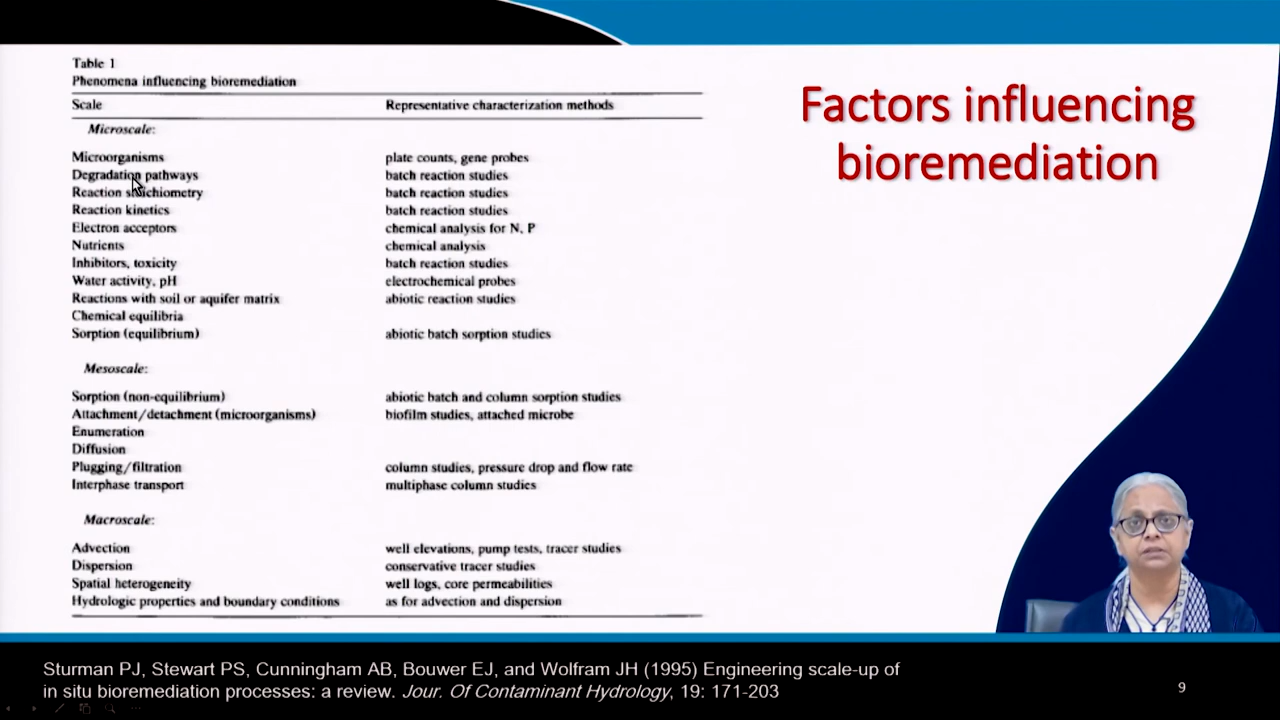 Table 1
Phenomena influencing bioremediation
Scale Representative characterization methods
Microscale:
Microorganisms plate counts, gene probes
Degradation pathways batch reaction studies
Reaction stoichiometry batch reaction studies
Reaction kinetics batch reaction studies
Electron acceptors chemical analysis for N, P
Nutrients chemical analysis
Inhibitors, toxicity batch reaction studies
Water activity, pH electrochemical probes
Reactions with soil or aquifer matrix abiotic reaction studies
Chemical equilibria
Sorption (equilibrium) abiotic batch sorption studies
Mesoscale:
Sorption (non-equilibrium) abiotic batch and column sorption studies
Attachment/detachment (microorganisms) biofilm studies, attached microbe
Enumeration
Diffusion
Plugging/filtration column studies, pressure drop and flow rate
Interphase transport multiphase column studies
Macroscale:
Advection well elevations, pump tests, tracer studies
Dispersion conservative tracer studies
Spatial heterogeneity well logs, core permeabilities
Hydrologic properties and boundary conditions as for advection and dispersion
Factors influencing
bioremediation
Sturman PJ, Stewart PS, Cunningham AB, Bouwer EJ, and Wolfram JH (1995) Engineering scale-up of
in situ bioremediation processes: a review. Jour. Of Contaminant Hydrology, 19: 171-203
9